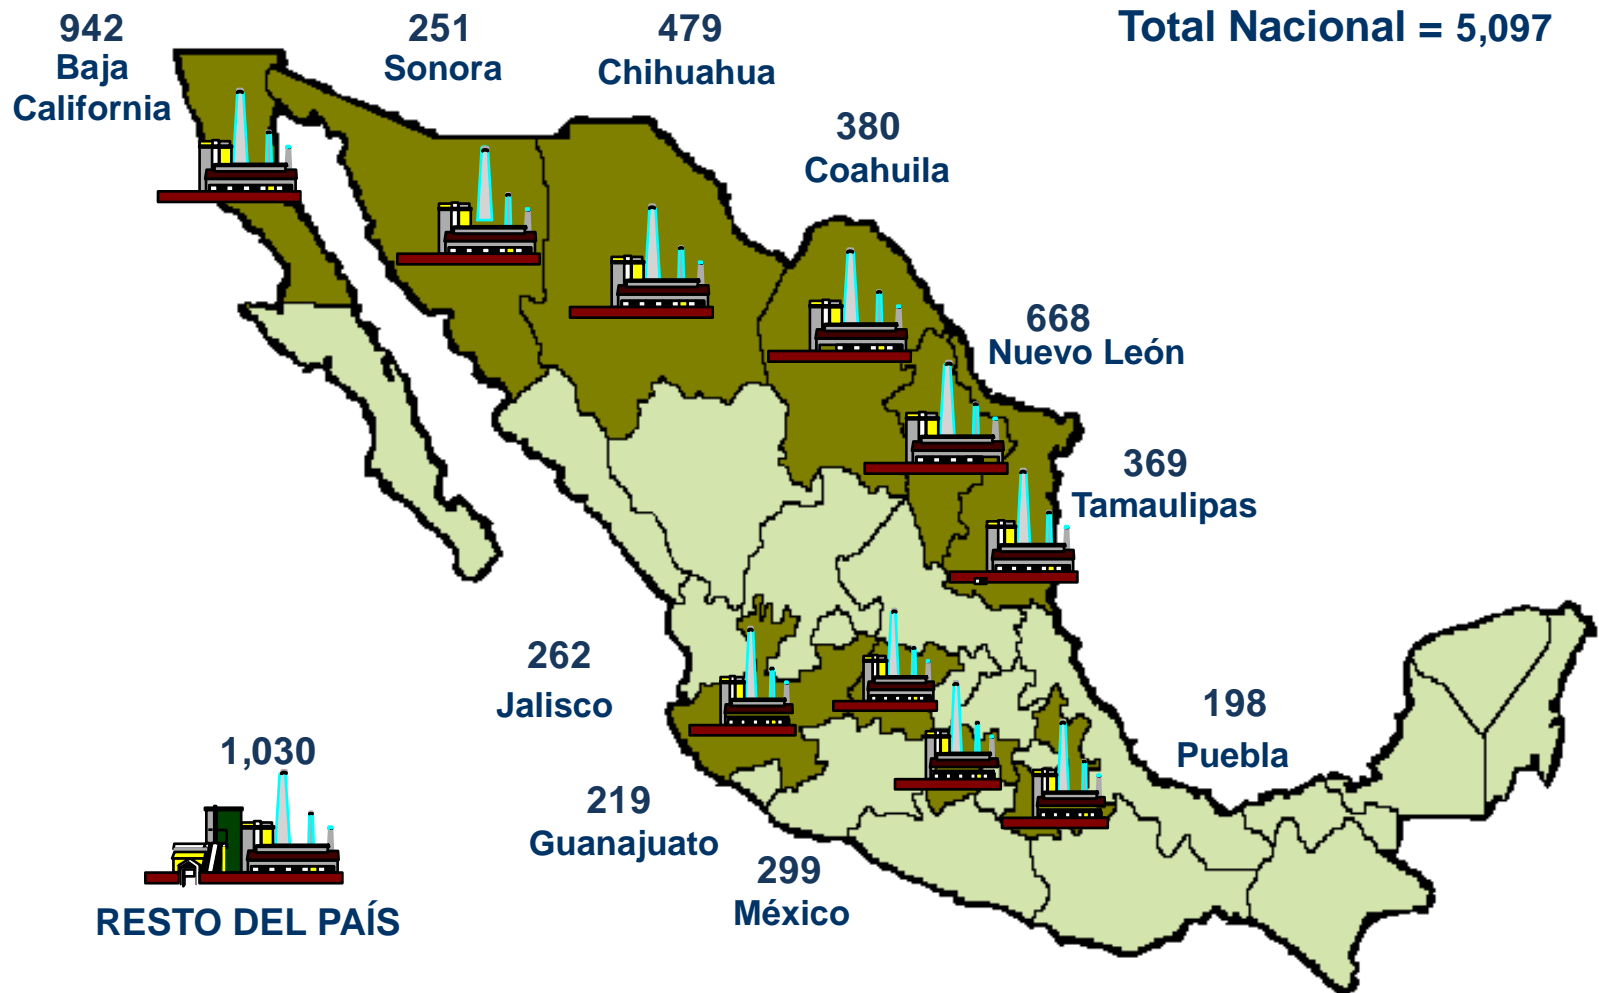 Total Nacional = 5,097
942
Baja
California
251
Sonora
479
Chihuahua
380
Coahuila
668
Nuevo León
369
Tamaulipas
262
Jalisco
198
Puebla
1,030
RESTO DEL PAÍS
219
Guanajuato
299
México